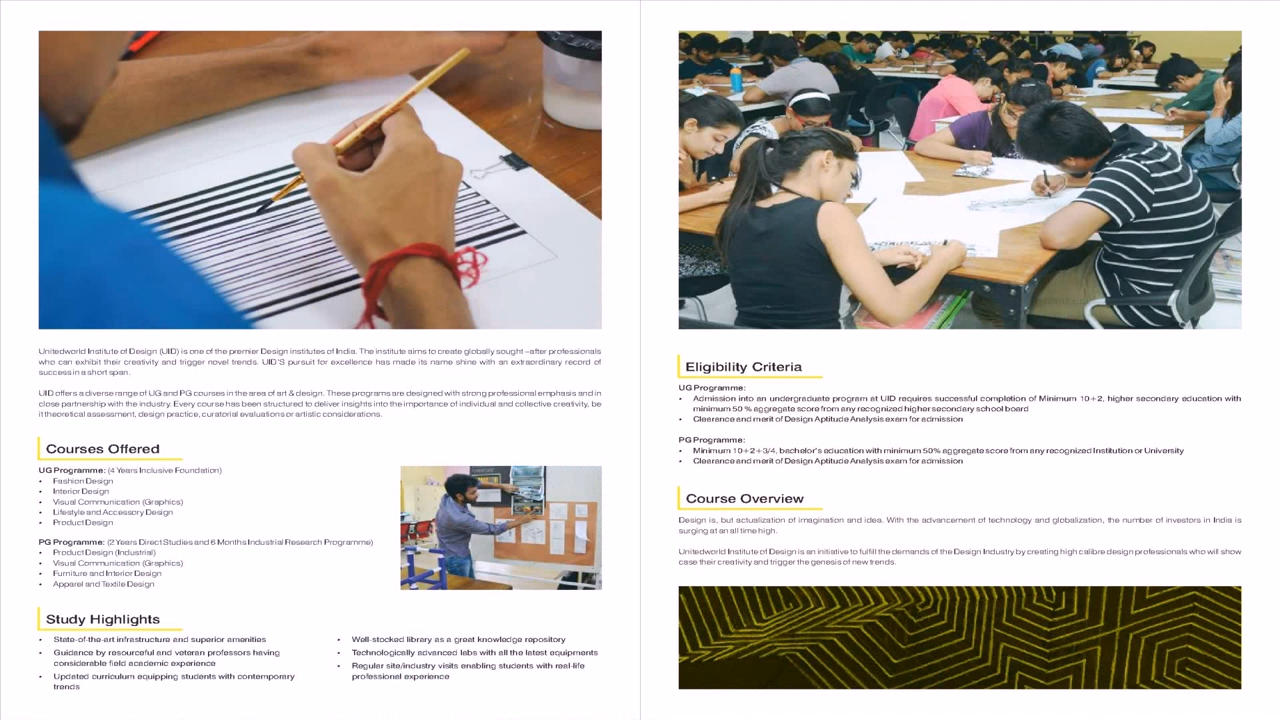 Unitedworld Institute of Design (UID) is one of the premier Design institutes of India. The institute aims to create globally sought –after professionals
who can exhibit their creativity and trigger novel trends. UID'S pursuit for excellence has made its name shine with an extraordinary record of
success in a short span.
UID offers a diverse range of UG and PG courses in the area of art & design. These programs are designed with strong professional emphasis and in
close partnership with the industry. Every course has been structured to deliver insights into the importance of individual and collective creativity, be
it theoretical assessment, design practice, curatorial evaluations or artistic considerations.
Courses Offered
UG Programme: (4 Years Inclusive Foundation)
• Fashion Design
• Interior Design
• Visual Communication (Graphics)
• Lifestyle and Accessory Design
• Product Design
PG Programme: (2 Years Direct Studies and 6 Months Industrial Research Programme)
• Product Design (Industrial)
• Visual Communication (Graphics)
• Furniture and Interior Design
• Apparel and Textile Design
Study Highlights
• State-of-the-art infrastructure and superior amenities
• Guidance by resourceful and veteran professors having
considerable field academic experience
• Updated curriculum equipping students with contemporary
trends
• Well-stocked library as a great knowledge repository
• Technologically advanced labs with all the latest equipments
• Regular site/industry visits enabling students with real-life
professional experience
Eligibility Criteria
UG Programme:
• Admission into an undergraduate program at UID requires successful completion of Minimum 10+2, higher secondary education with
minimum 50 % aggregate score from any recognized higher secondary school board
• Clearance and merit of Design Aptitude Analysis exam for admission
PG Programme:
• Minimum 10+2+3/4, bachelor's education with minimum 50% aggregate score from any recognized Institution or University
• Clearance and merit of Design Aptitude Analysis exam for admission
Course Overview
Design is, but actualization of imagination and idea. With the advancement of technology and globalization, the number of investors in India is
surging at an all time high.
Unitedworld Institute of Design is an initiative to fulfill the demands of the Design Industry by creating high calibre design professionals who will show
case their creativity and trigger the genesis of new trends.